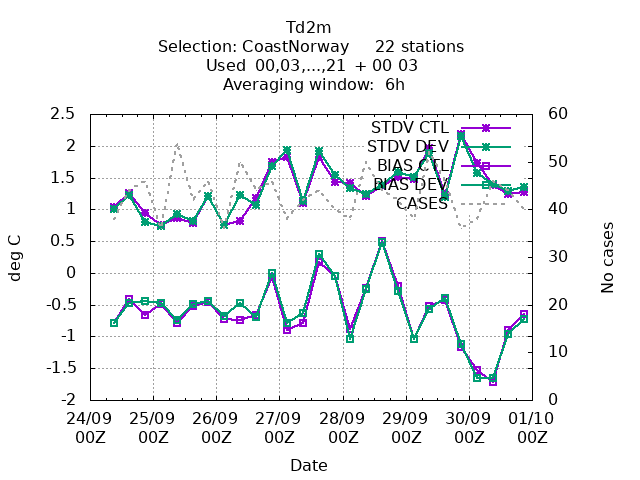 Td2m
Selection: CoastNorway 22 stations
Used 00,03,...,21 + 00 03
Averaging window: 6h
2.5 60
STDV CTL
STDV DEV
2 50
BIAS CTL
BIAS DEV
1.5
CASES
1 40
0.5 30
0
-0.5 20
-1
-1.5 10
-2 0
deg C
No cases
24/09 25/09 26/09 27/09 28/09 29/09 30/09 01/10
00Z 00Z 00Z 00Z 00Z 00Z 00Z 00Z
Date